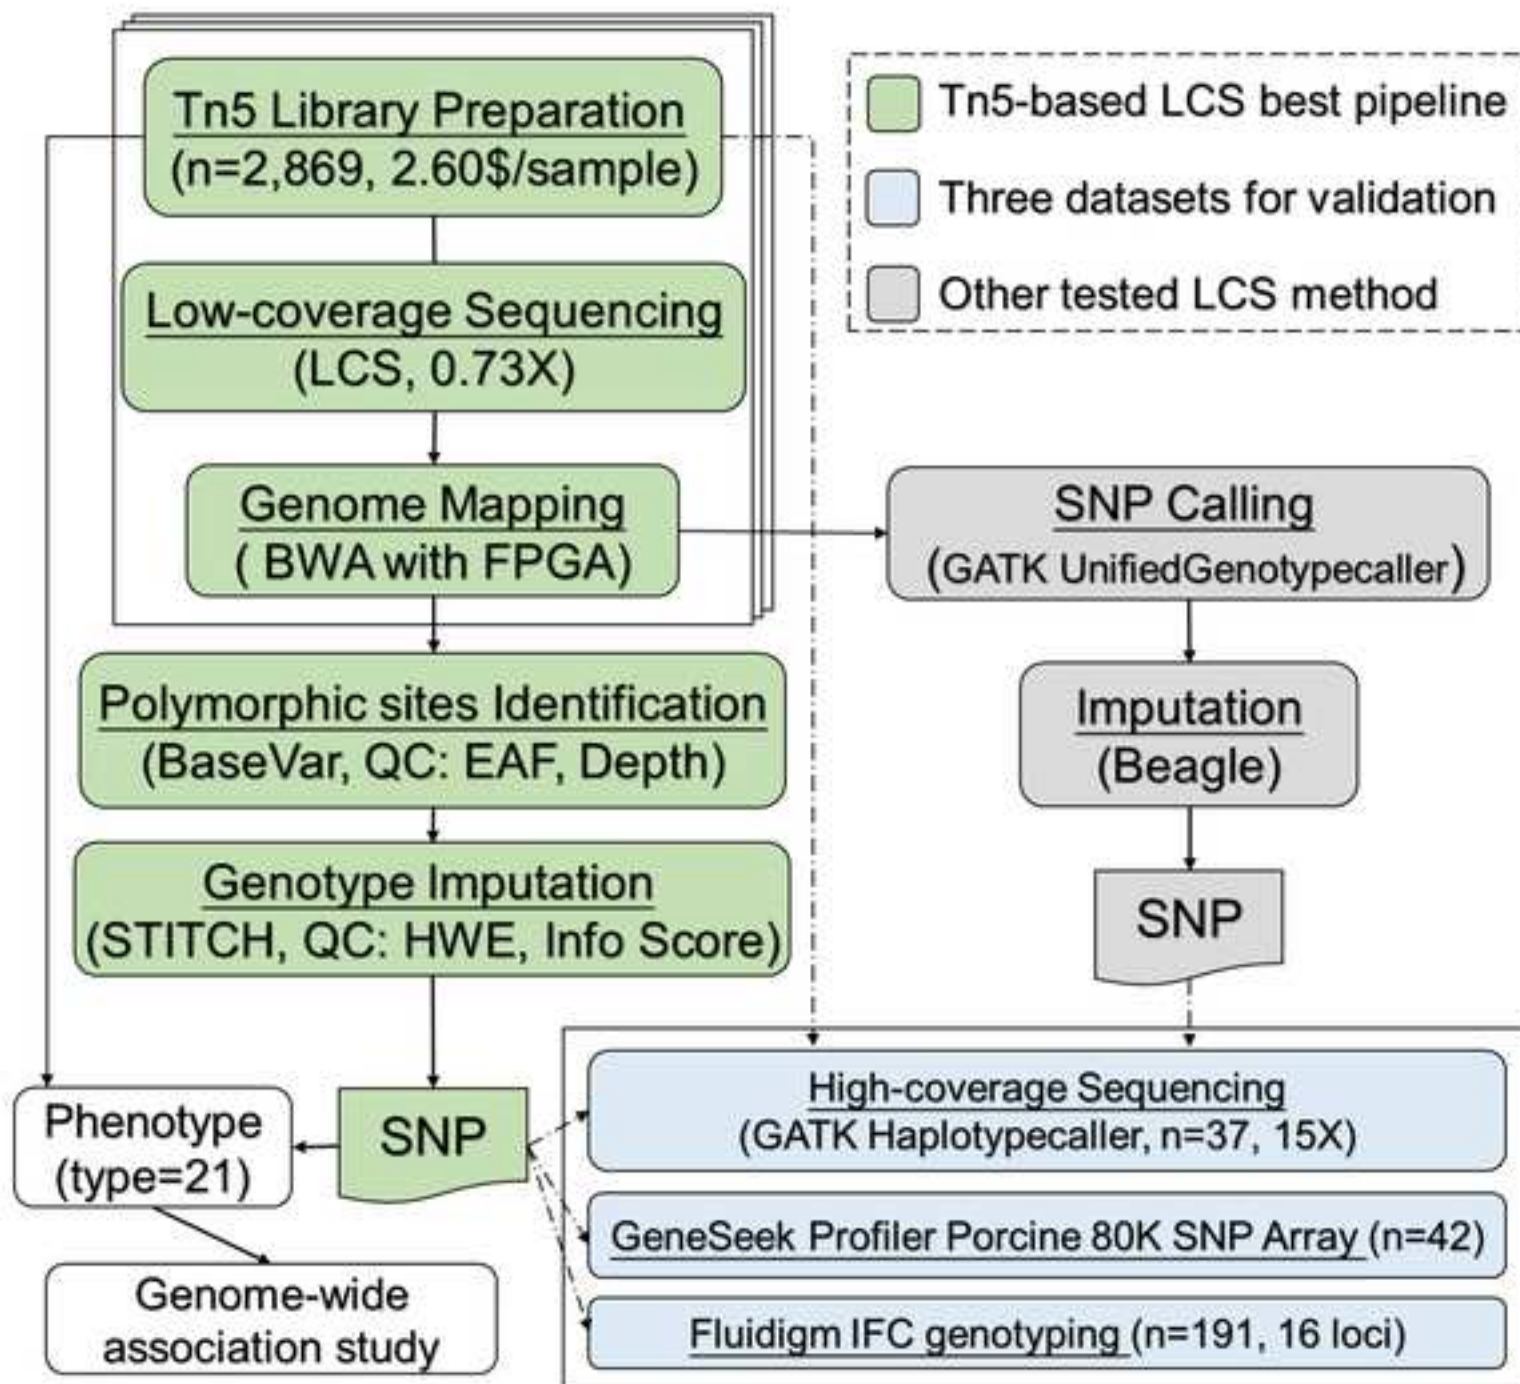 Tn5 Library Preparation
(n=2,869, 2.60$/sample)
Low-coverage Sequencing
(LCS, 0.73X)
Genome Mapping
( BWA with FPGA)
Polymorphic sites Identification
(BaseVar, QC: EAF, Depth)
Genotype Imputation
(STITCH, QC: HWE, Info Score)
SNP
Phenotype
(type=21)
Genome-wide
association study
Tn5-based LCS best pipeline
Three datasets for validation
Other tested LCS method
SNP Calling
(GATK UnifiedGenotypecaller)
Imputation
(Beagle)
SNP
High-coverage Sequencing
(GATK Haplotypecaller, n=37, 15X)
GeneSeek Profiler Porcine 80K SNP Array (n=42)
Fluidigm IFC genotyping (n=191, 16 loci)